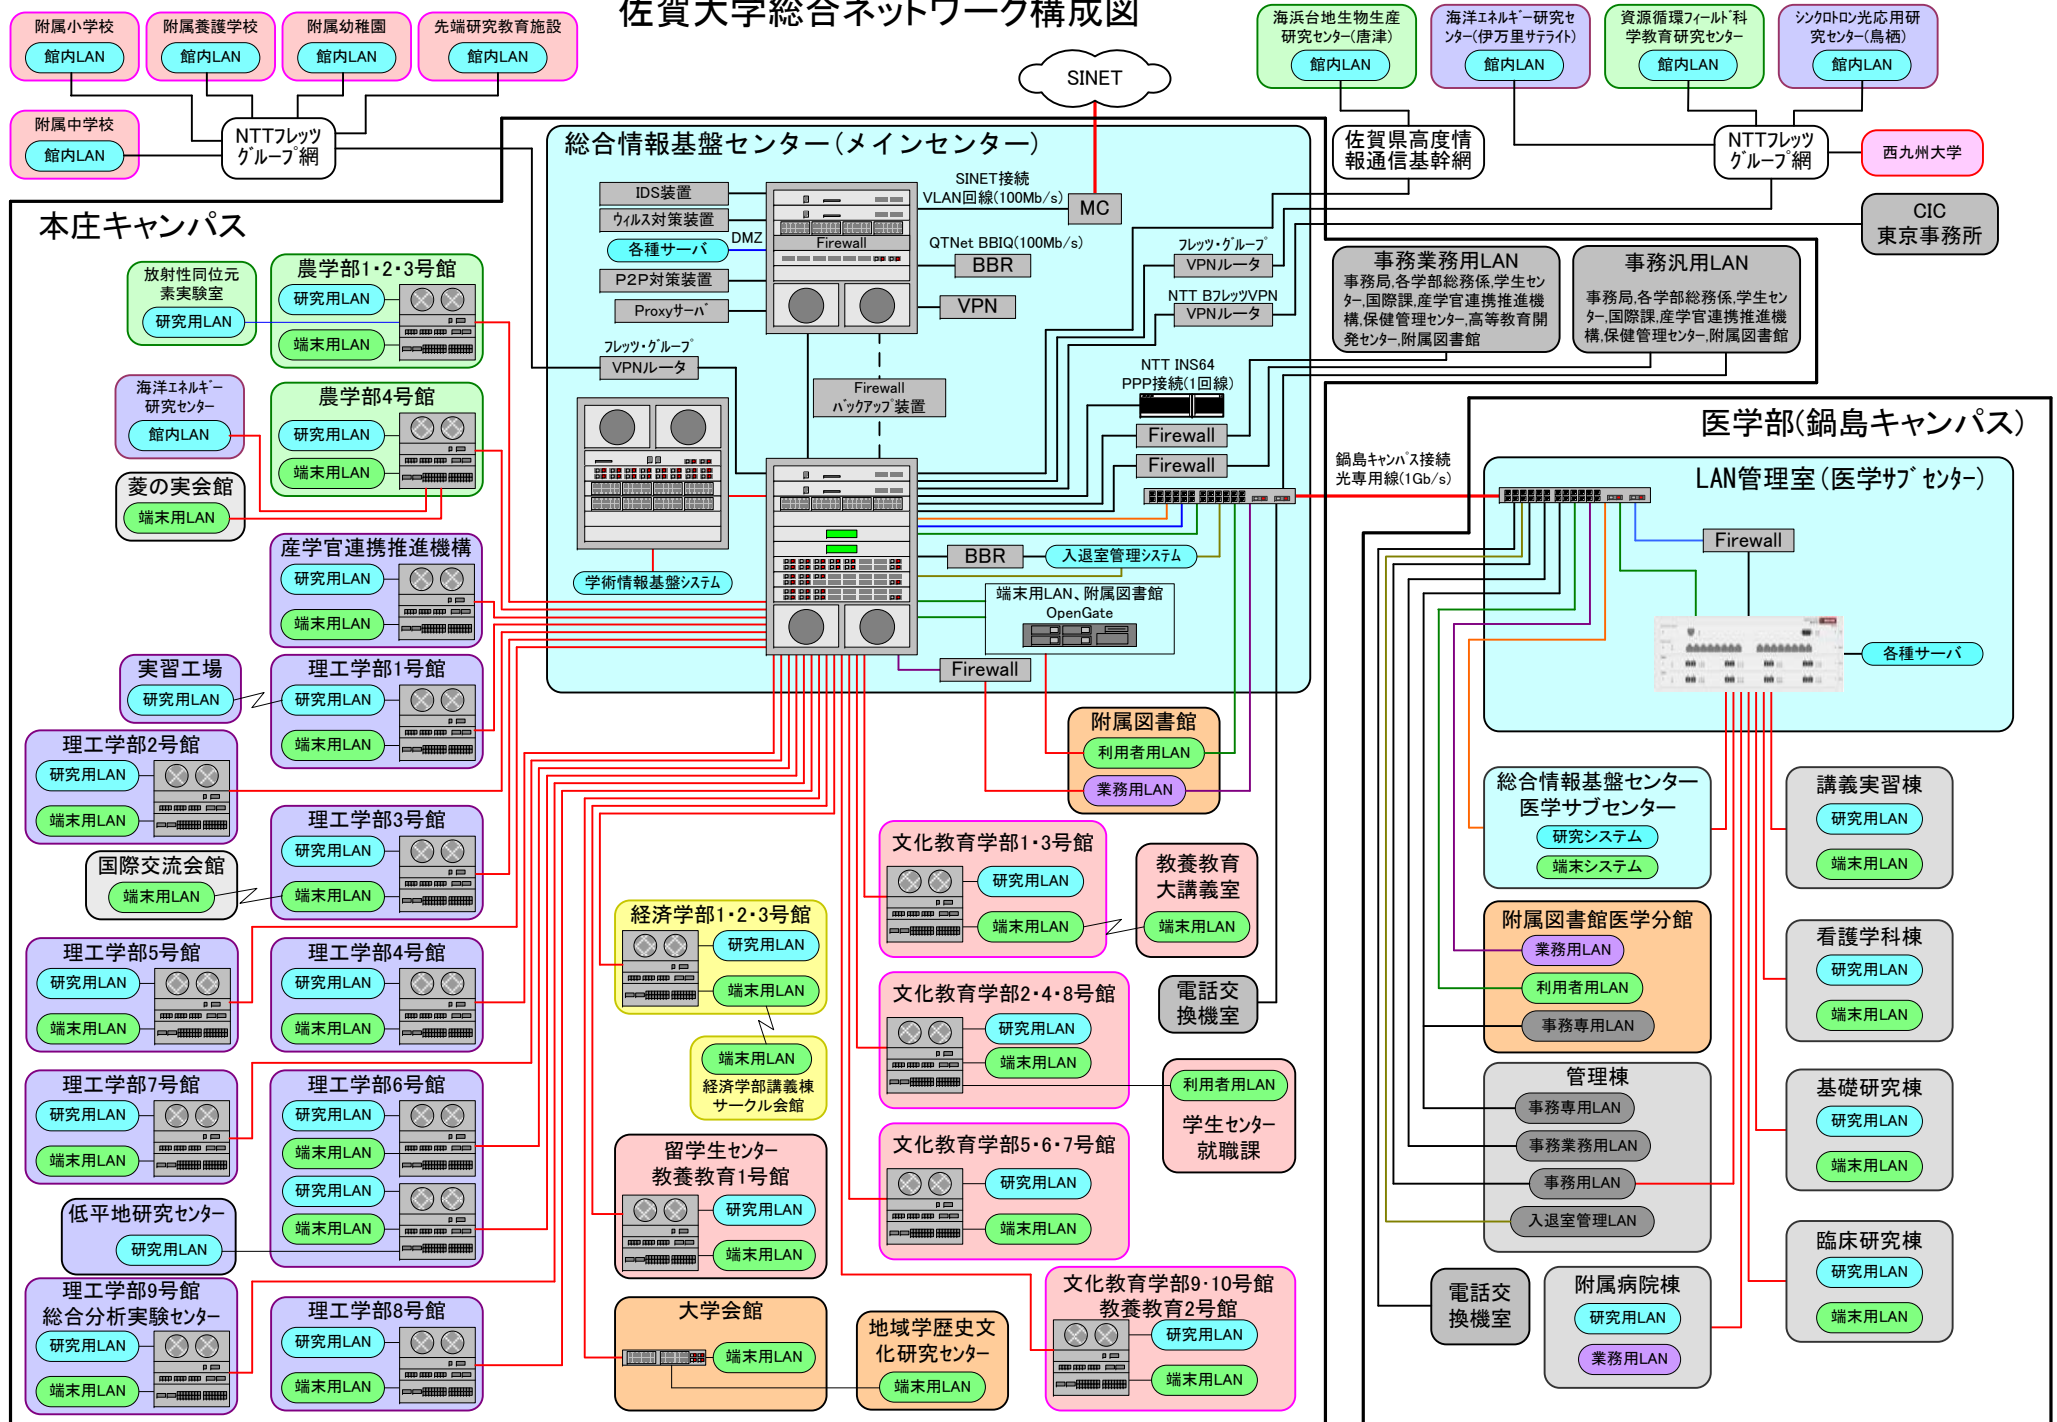 佐賀大学総合ネットワーク構成図
附属小学校
館内LAN
附属養護学校
館内LAN
附属幼稚園
館内LAN
先端研究教育施設
館内LAN
附属中学校
館内LAN
NTTフレッツ
グループ網
SINET
海浜台地生物生産
研究センター(唐津)
館内LAN
海洋エネルギー研究セ
ンター(伊万里サテライト)
館内LAN
資源循環フィールド科
学教育研究センター
館内LAN
シンクロトロン光応用研
究センター(鳥栖)
館内LAN
佐賀県高度情
報通信基幹網
NTTフレッツ
グループ網
西九州大学
CIC
東京事務所
総合情報基盤センター(メインセンター)
IDS装置
ウィルス対策装置
各種サーバ
DMZ
P2P対策装置
Proxyサーバ
Firewall
SINET接続
VLAN回線(100Mb/s)
MC
QTNet BBIQ(100Mb/s)
BBR
VPN
フレッツ・グループ
VPNルータ
NTT BフレッツVPN
VPNルータ
フレッツ・グループ
VPNルータ
Firewall
バックアップ装置
NTT INS64
PPP接続(1回線)
Firewall
Firewall
学術情報基盤システム
BBR
入退室管理システム
端末用LAN、附属図書館
OpenGate
Firewall
事務業務用LAN
事務局,各学部総務係,学生セン
ター,国際課,産学官連携推進機
構,保健管理センター,高等教育開
発センター,附属図書館
事務汎用LAN
事務局,各学部総務係,学生セン
ター,国際課,産学官連携推進機
構,保健管理センター,附属図書館
本庄キャンパス
放射性同位元
素実験室
研究用LAN
農学部1・2・3号館
研究用LAN
端末用LAN
海洋エネルギー
研究センター
館内LAN
農学部4号館
研究用LAN
端末用LAN
菱の実会館
端末用LAN
産学官連携推進機構
研究用LAN
端末用LAN
実習工場
研究用LAN
理工学部1号館
研究用LAN
端末用LAN
理工学部2号館
研究用LAN
端末用LAN
理工学部3号館
研究用LAN
端末用LAN
国際交流会館
端末用LAN
理工学部5号館
研究用LAN
端末用LAN
理工学部4号館
研究用LAN
端末用LAN
理工学部7号館
研究用LAN
端末用LAN
理工学部6号館
研究用LAN
端末用LAN
研究用LAN
端末用LAN
低平地研究センター
研究用LAN
理工学部9号館
総合分析実験センター
研究用LAN
端末用LAN
理工学部8号館
研究用LAN
端末用LAN
附属図書館
利用者用LAN
業務用LAN
経済学部1・2・3号館
研究用LAN
端末用LAN
端末用LAN
経済学部講義棟
サークル会館
留学生センター
教養教育1号館
研究用LAN
端末用LAN
大学会館
端末用LAN
地域学歴史文
化研究センター
端末用LAN
文化教育学部1・3号館
研究用LAN
端末用LAN
教養教育
大講義室
端末用LAN
文化教育学部2・4・8号館
研究用LAN
端末用LAN
電話交
換機室
利用者用LAN
学生センター
就職課
文化教育学部5・6・7号館
研究用LAN
端末用LAN
文化教育学部9・10号館
教養教育2号館
研究用LAN
端末用LAN
医学部(鍋島キャンパス)
鍋島キャンパス接続
光専用線(1Gb/s)
LAN管理室(医学サブセンター)
Firewall
各種サーバ
総合情報基盤センター
医学サブセンター
研究システム
端末システム
附属図書館医学分館
業務用LAN
利用者用LAN
事務専用LAN
管理棟
事務専用LAN
事務業務用LAN
事務用LAN
入退室管理LAN
電話交
換機室
附属病院棟
研究用LAN
業務用LAN
講義実習棟
研究用LAN
端末用LAN
看護学科棟
研究用LAN
端末用LAN
基礎研究棟
研究用LAN
端末用LAN
臨床研究棟
研究用LAN
端末用LAN